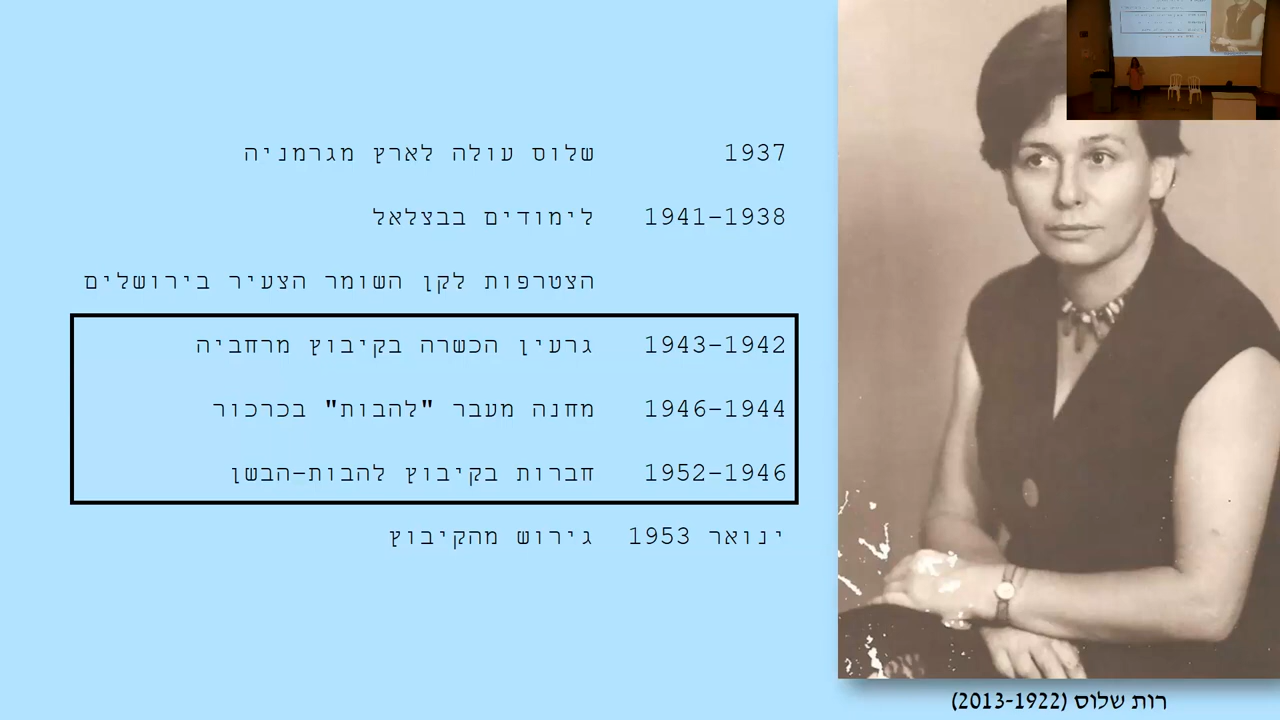 1937 שלוס עולה לארץ מגרמניה
1941-1938 לימודים בבצלאל
הצטרפות לקן השומר הצעיר בירושלים
1943-1942 גרעין הכשרה בקיבוץ מרחביה
1946-1944 מחנה מעבר "להבות" בכרכור
1952-1946 חברות בקיבוץ להבות-הבשן
ינואר 1953 גירוש מהקיבוץ
רות שלוס (2013-1922)